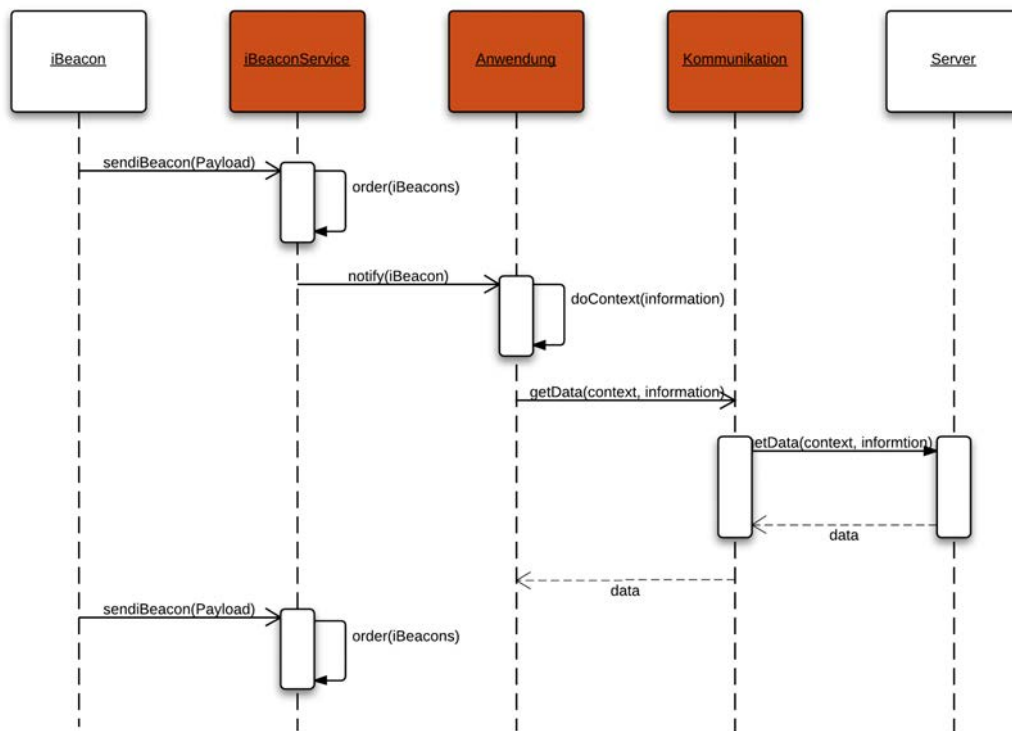 iBeacon
iBeaconService
Anwendung
Kommunikation
Server
sendiBeacon(Payload)
order(iBeacons)
notify(iBeacon)
doContext(information)
getData(context, information)
etData(context, informtion)
data
data
sendiBeacon(Payload)
order(iBeacons)